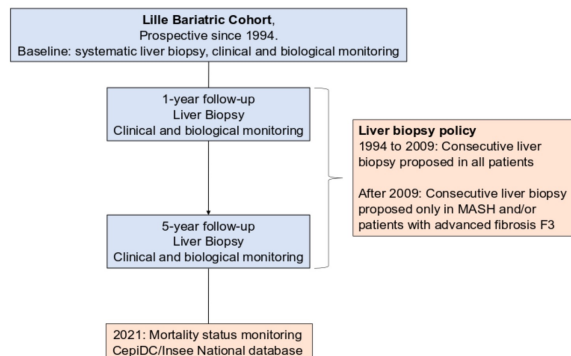 Lille Bariatric Cohort,
Prospective since 1994.
Baseline: systematic liver biopsy, clinical and biological monitoring
1-year follow-up
Liver Biopsy
Clinical and biological monitoring
Liver biopsy policy
1994 to 2009: Consecutive liver
biopsy proposed in all patients
After 2009: Consecutive liver biopsy
proposed only in MASH and/or
patients with advanced fibrosis F3
5-year follow-up
Liver Biopsy
Clinical and biological monitoring
2021: Mortality status monitoring
CepiDC/Insee National database